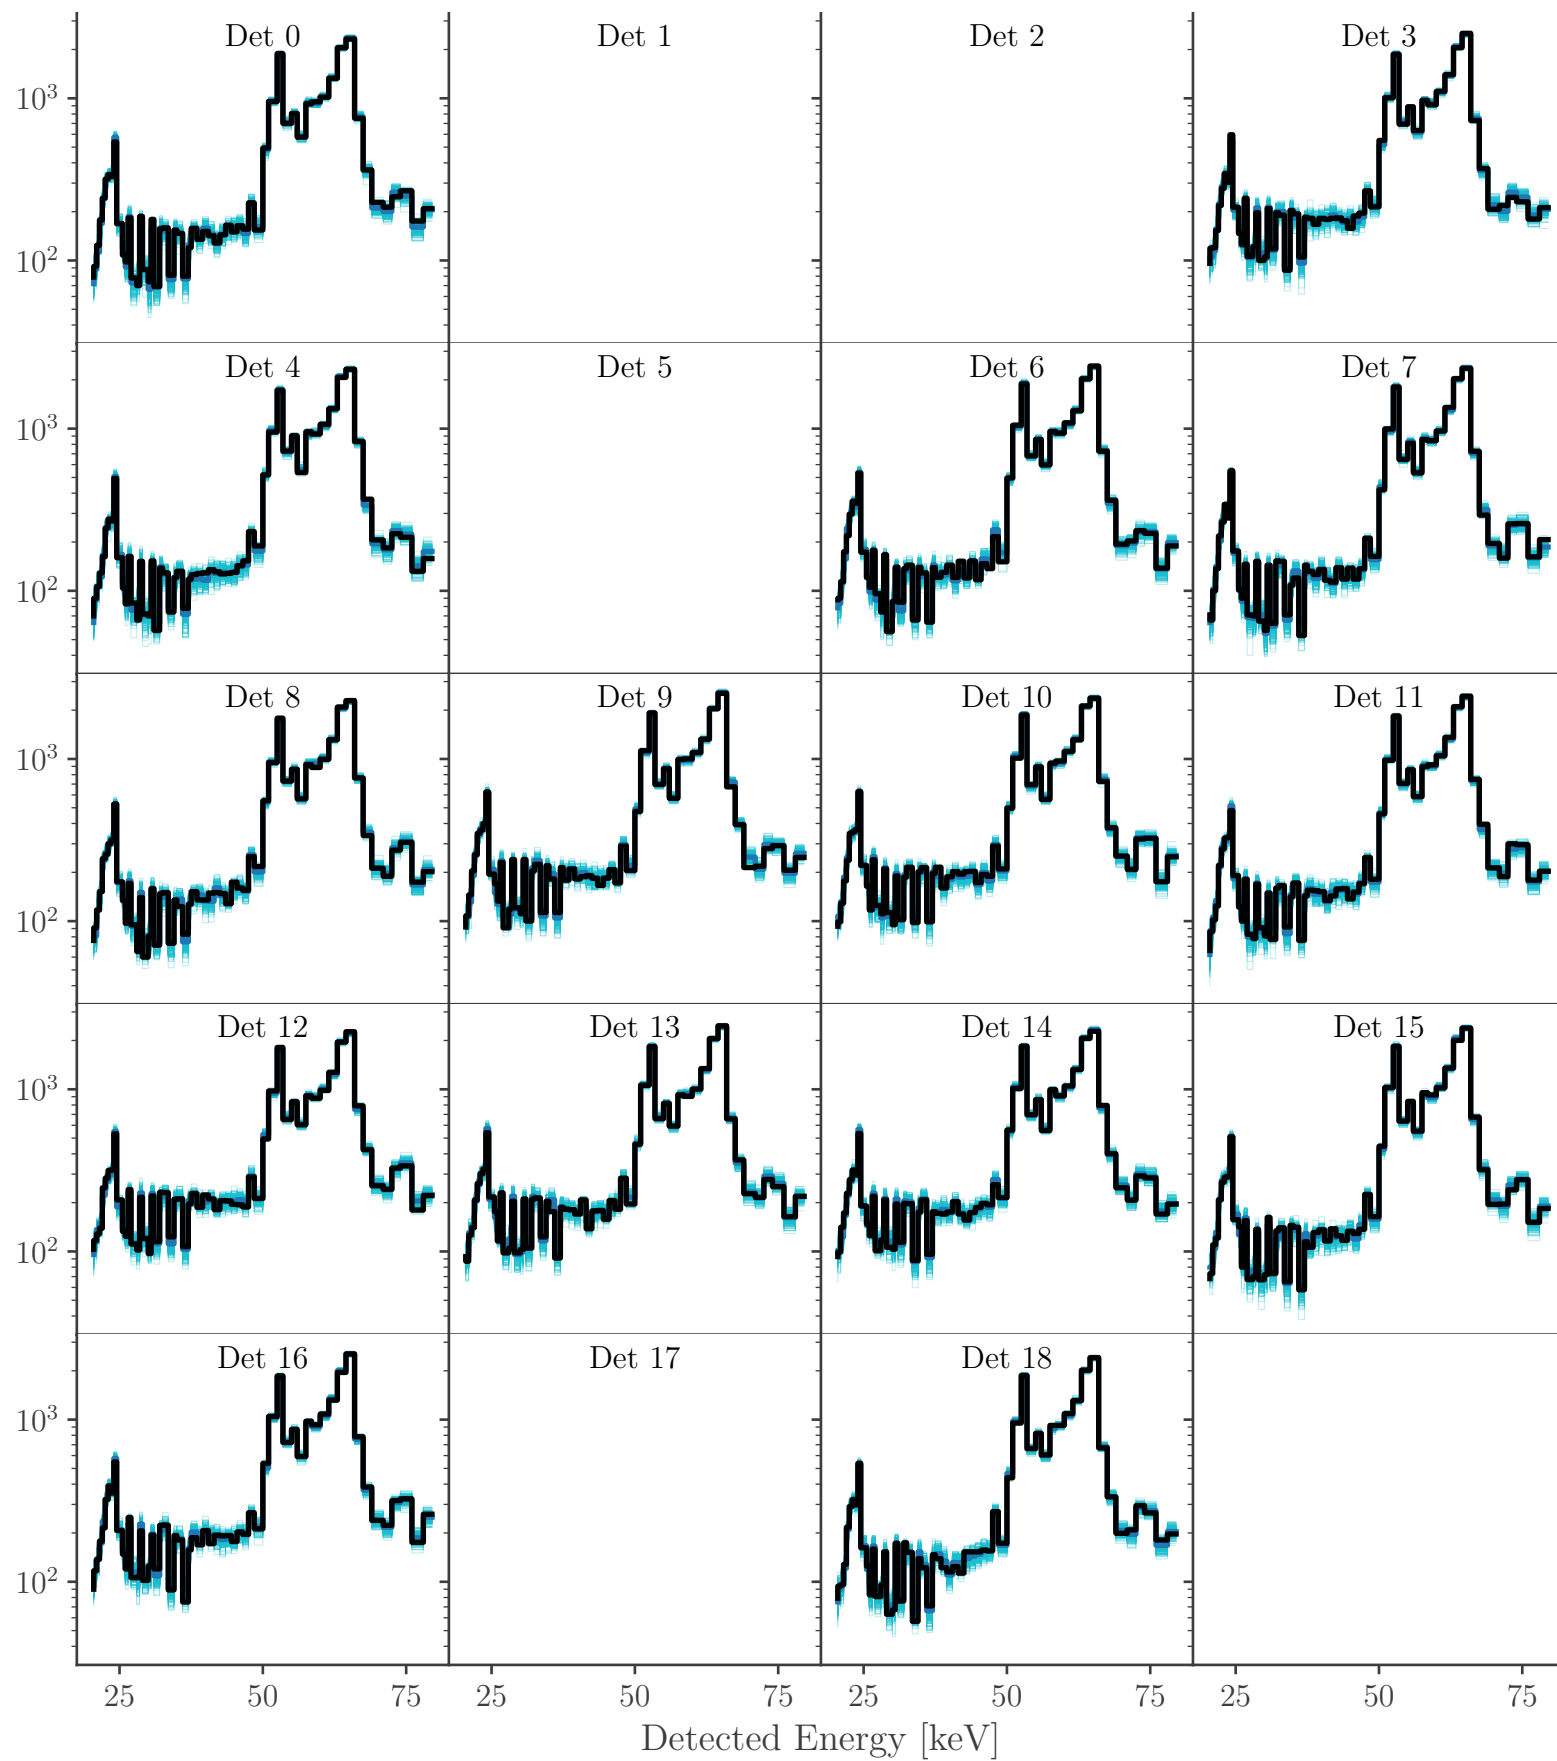 Det 0 Det 1 Det 2 Det 3
10^3
10^2
Det 4 Det 5 Det 6 Det 7
10^3
10^2
Det 8 Det 9 Det 10 Det 11
10^3
10^2
Det 12 Det 13 Det 14 Det 15
10^3
10^2
Det 16 Det 17 Det 18
10^3
10^2
25 50 75 25 50 75 25 50 75 25 50 75
Detected Energy [keV]